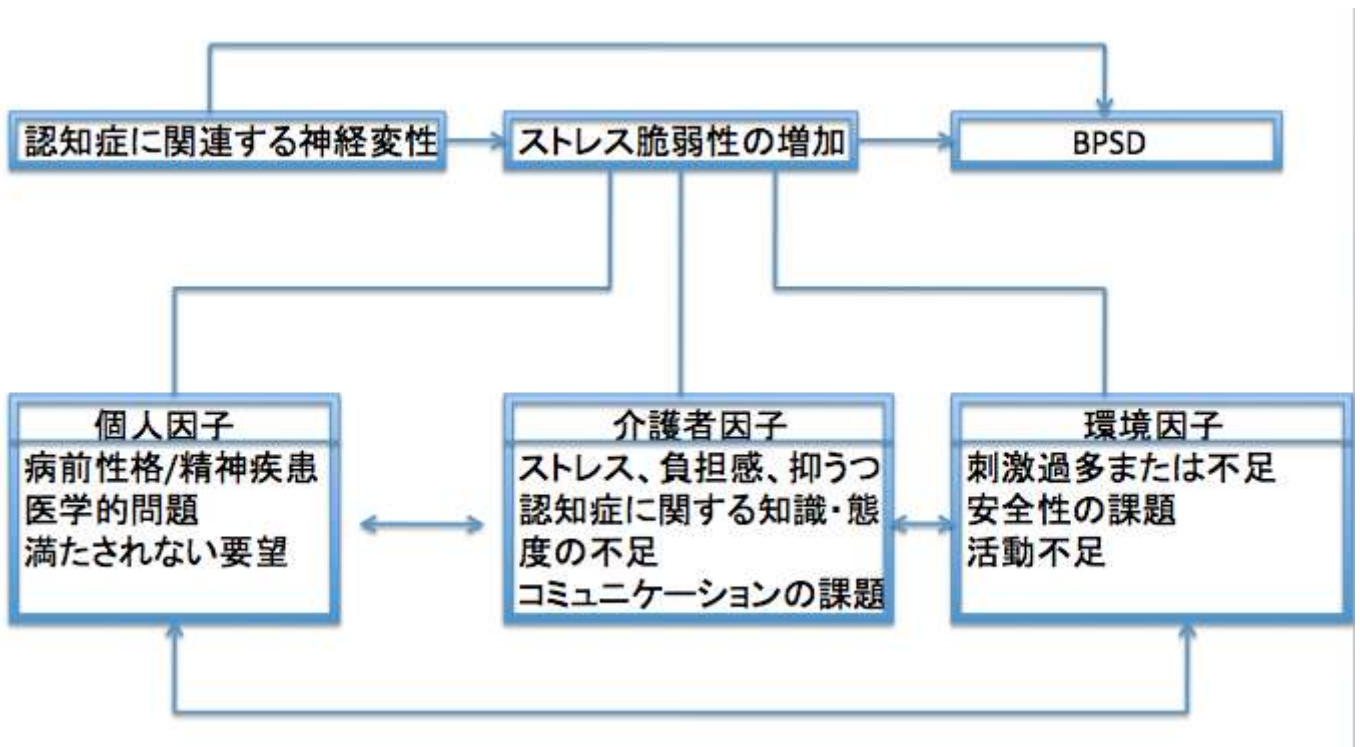 認知症に関連する神経変性
ストレス脆弱性の増加
BPSD
個人因子
病前性格/精神疾患
医学的問題
満たされない要望
介護者因子
ストレス、負担感、抑うつ
認知症に関する知識・態
度の不足
コミュニケーションの課題
環境因子
刺激過多または不足
安全性の課題
活動不足